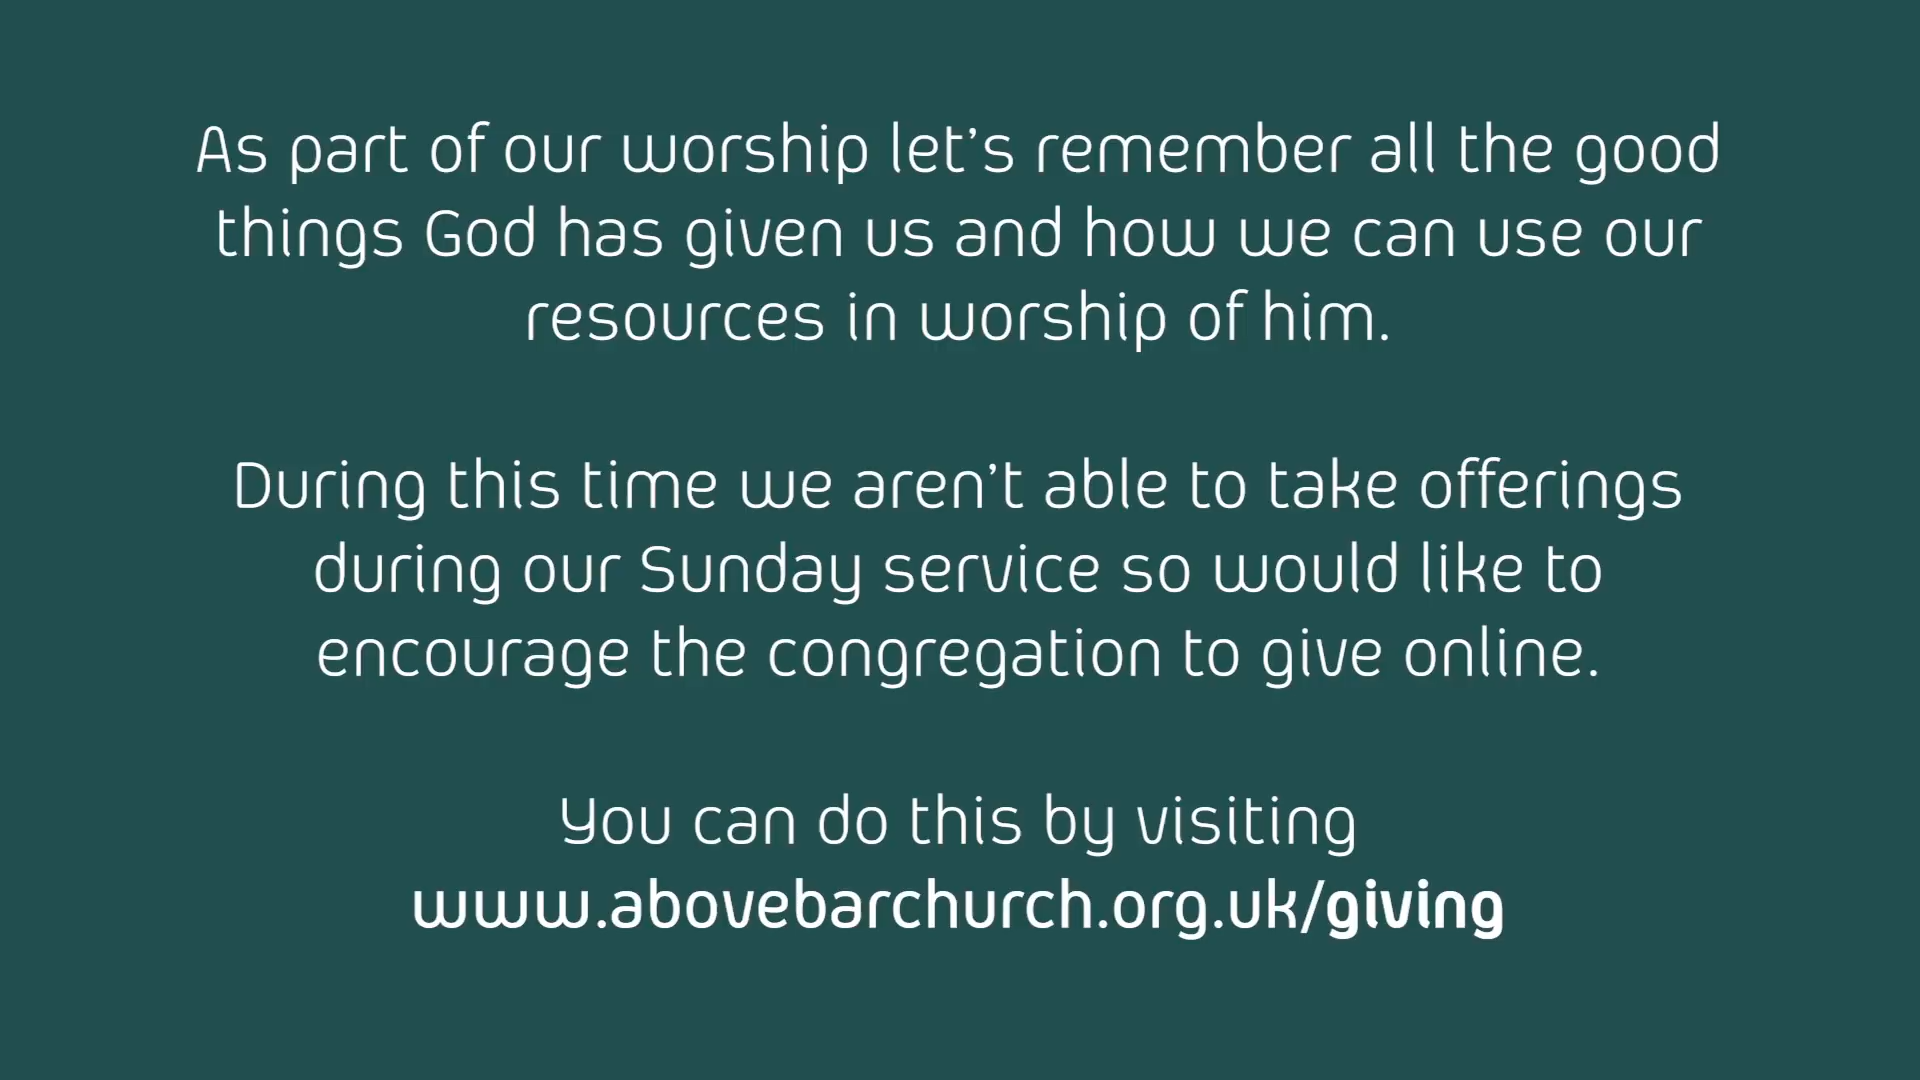 As part of our worship let’s remember all the good
things God has given us and how we can use our
resources in worship of him.
During this time we aren’t able to take offerings
during our Sunday service so would like to
encourage the congregation to give online.
You can do this by visiting
www.abovebarchurch.org.uk/giving